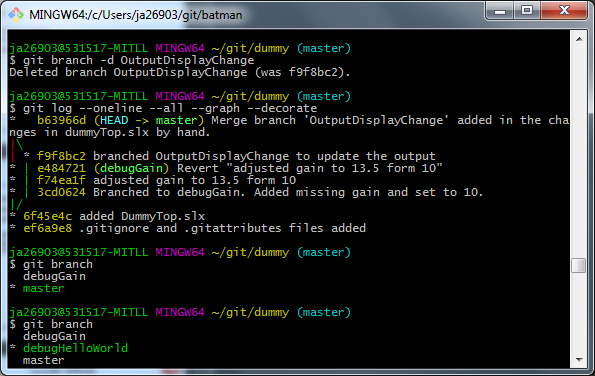 MINGW64:/c/Users/ja26903/git/batman
ja26903@531517-MITLL MINGW64 ~/git/dummy (master)
$ git branch -d OutputDisplayChange
Deleted branch OutputDisplayChange (was f9f8bc2).
ja26903@531517-MITLL MINGW64 ~/git/dummy (master)
$ git log --oneline --all --graph --decorate
*   b63966d (HEAD -> master) Merge branch 'OutputDisplayChange' added in the cha
nges in dummyTop.slx by hand.
|\
| * f9f8bc2 branched OutputDisplayChange to update the output
* | e484721 (debugGain) Revert "adjusted gain to 13.5 form 10"
* | f74ea1f adjusted gain to 13.5 form 10
* | 3cd0624 Branched to debugGain. Added missing gain and set to 10.
|/
* 6f45e4c added DummyTop.slx
* ef6a9e8 .gitignore and .gitattributes files added
ja26903@531517-MITLL MINGW64 ~/git/dummy (master)
$ git branch
  debugGain
* master
ja26903@531517-MITLL MINGW64 ~/git/dummy (master)
$ git branch
  debugGain
* debugHelloWorld
  master